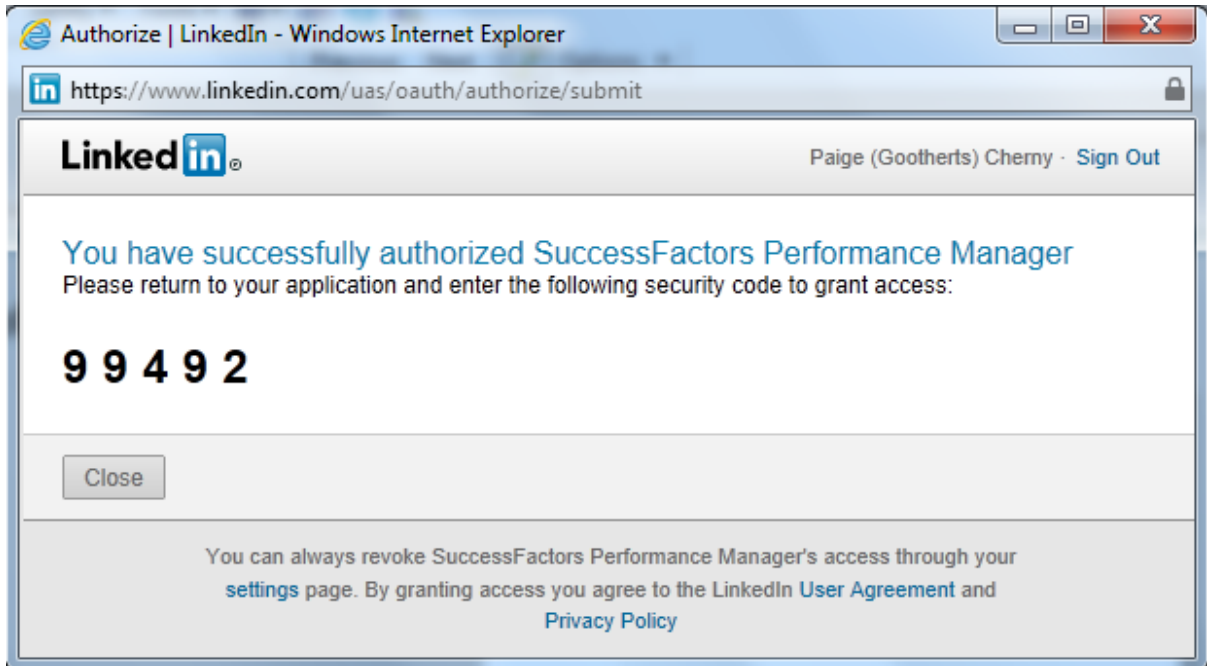 Authorize | LinkedIn - Windows Internet Explorer
in https://www.linkedin.com/uas/oauth/authorize/submit
Linked in ® Paige (Gootherts) Cherny · Sign Out
You have successfully authorized SuccessFactors Performance Manager
Please return to your application and enter the following security code to grant access:
9 9 4 9 2
Close
You can always revoke SuccessFactors Performance Manager's access through your
settings page. By granting access you agree to the LinkedIn User Agreement and
Privacy Policy